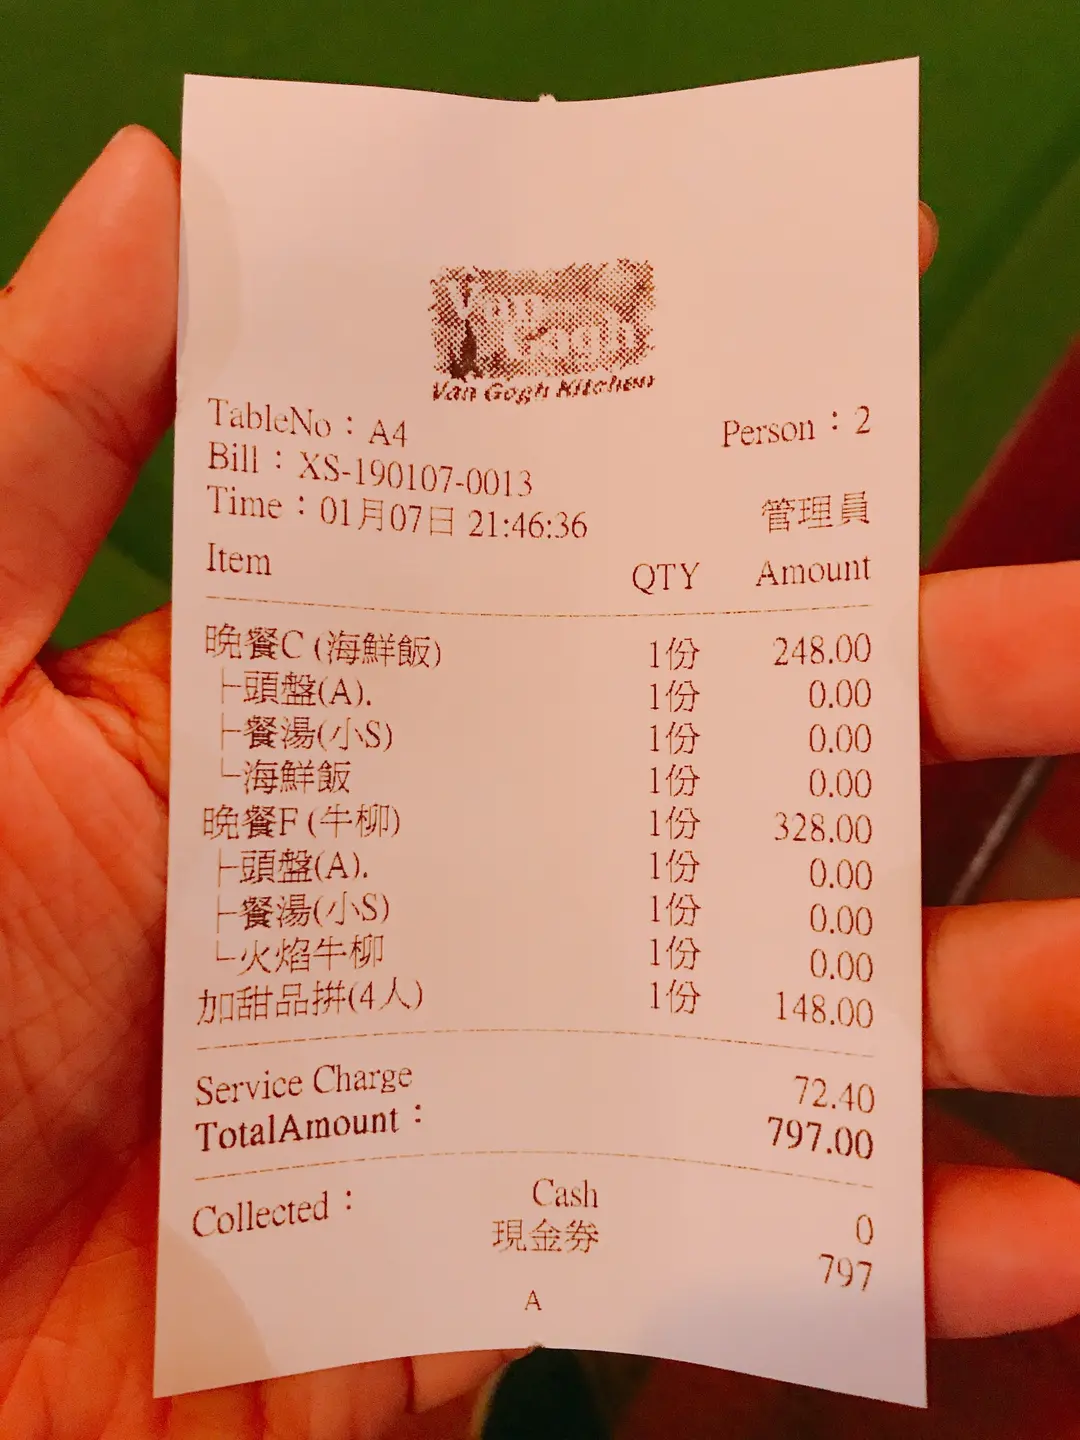 Van
Gogh
Van Gogh Kitchen
TableNo：A4 Person：2
Bill：XS-190107-0013
Time：01月07日 21:46:36 管理員
Item QTY Amount
晚餐C (海鮮飯) 1份 248.00
├頭盤(A). 1份 0.00
├餐湯(小S) 1份 0.00
└海鮮飯 1份 0.00
晚餐F (牛柳) 1份 328.00
├頭盤(A). 1份 0.00
├餐湯(小S) 1份 0.00
└火焰牛柳 1份 0.00
加甜品拼(4人) 1份 148.00
Service Charge 72.40
TotalAmount： 797.00
Collected： Cash 0
現金券 797
A